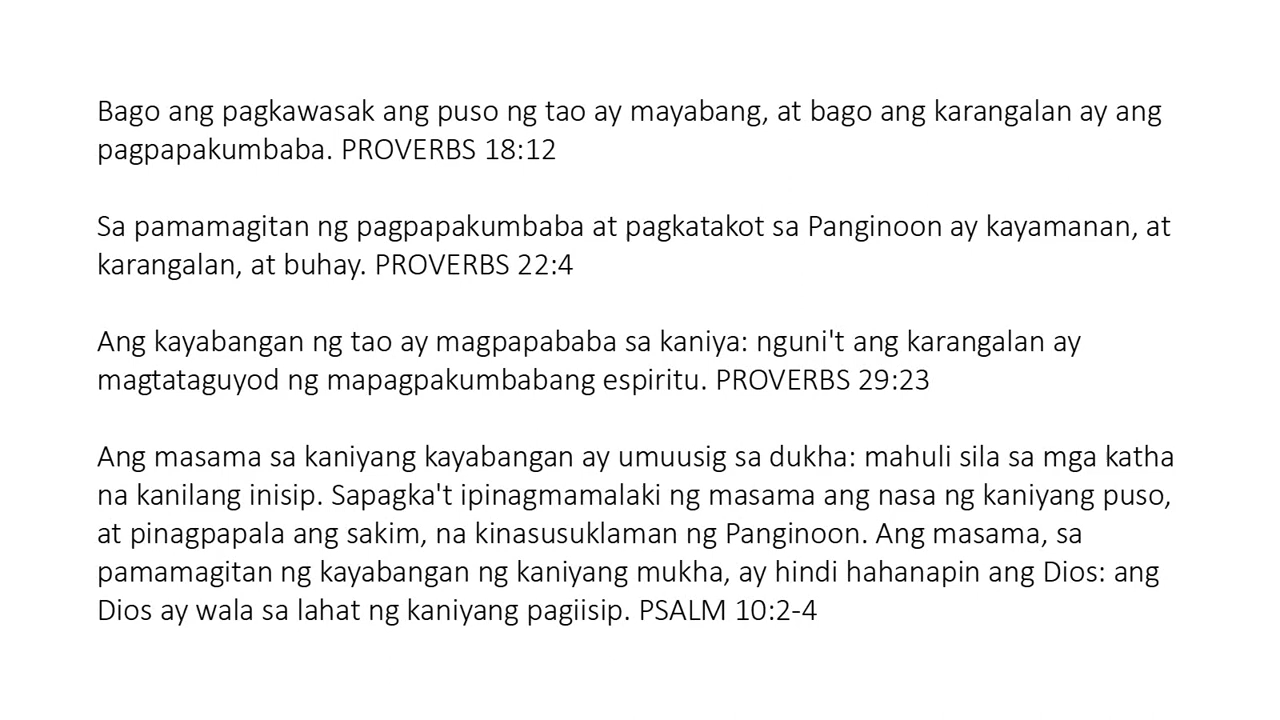 Bago ang pagkawasak ang puso ng tao ay mayabang, at bago ang karangalan ay ang
pagpapakumbaba. PROVERBS 18:12
Sa pamamagitan ng pagpapakumbaba at pagkatakot sa Panginoon ay kayamanan, at
karangalan, at buhay. PROVERBS 22:4
Ang kayabangan ng tao ay magpapababa sa kaniya: nguni't ang karangalan ay
magtataguyod ng mapagpakumbabang espiritu. PROVERBS 29:23
Ang masama sa kaniyang kayabangan ay umuusig sa dukha: mahuli sila sa mga katha
na kanilang inisip. Sapagka't ipinagmamalaki ng masama ang nasa ng kaniyang puso,
at pinagpapala ang sakim, na kinasusuklaman ng Panginoon. Ang masama, sa
pamamagitan ng kayabangan ng kaniyang mukha, ay hindi hahanapin ang Dios: ang
Dios ay wala sa lahat ng kaniyang pagiisip. PSALM 10:2-4